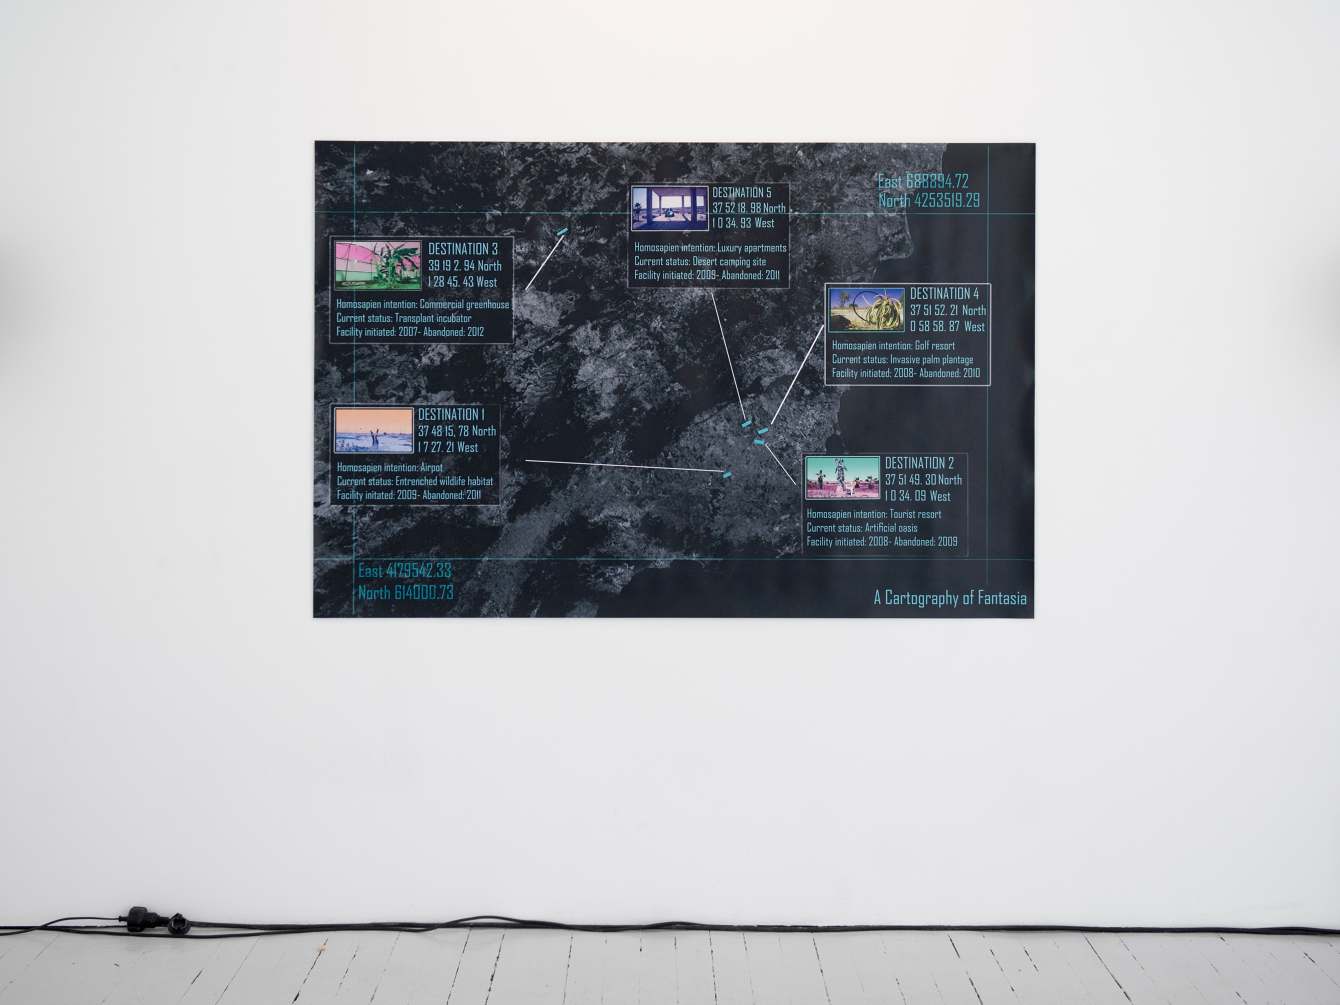 East 688894.72
North 4253519.29
DESTINATION 5
37 52 18. 98 North
1 0 34. 93 West
Homosapien intention: Luxury apartments
Current status: Desert camping site
Facility initiated: 2009- Abandoned: 2011
DESTINATION 3
39 19 2. 94 North
1 28 45. 43 West
Homosapien intention: Commercial greenhouse
Current status: Transplant incubator
Facility initiated: 2007- Abandoned: 2012
DESTINATION 4
37 51 52. 21 North
0 58 58. 87 West
Homosapien intention: Golf resort
Current status: Invasive palm plantage
Facility initiated: 2008- Abandoned: 2010
DESTINATION 1
37 48 15, 78 North
1 7 27. 21 West
Homosapien intention: Airpot
Current status: Entrenched wildlife habitat
Facility initated: 2009- Abandoned: 2011
DESTINATION 2
37 51 49. 30 North
1 0 34. 09 West
Homosapien intention: Tourist resort
Current status: Artificial oasis
Facility initiated: 2008- Abandoned: 2009
East 4179542.33
North 614000.73
A Cartography of Fantasia